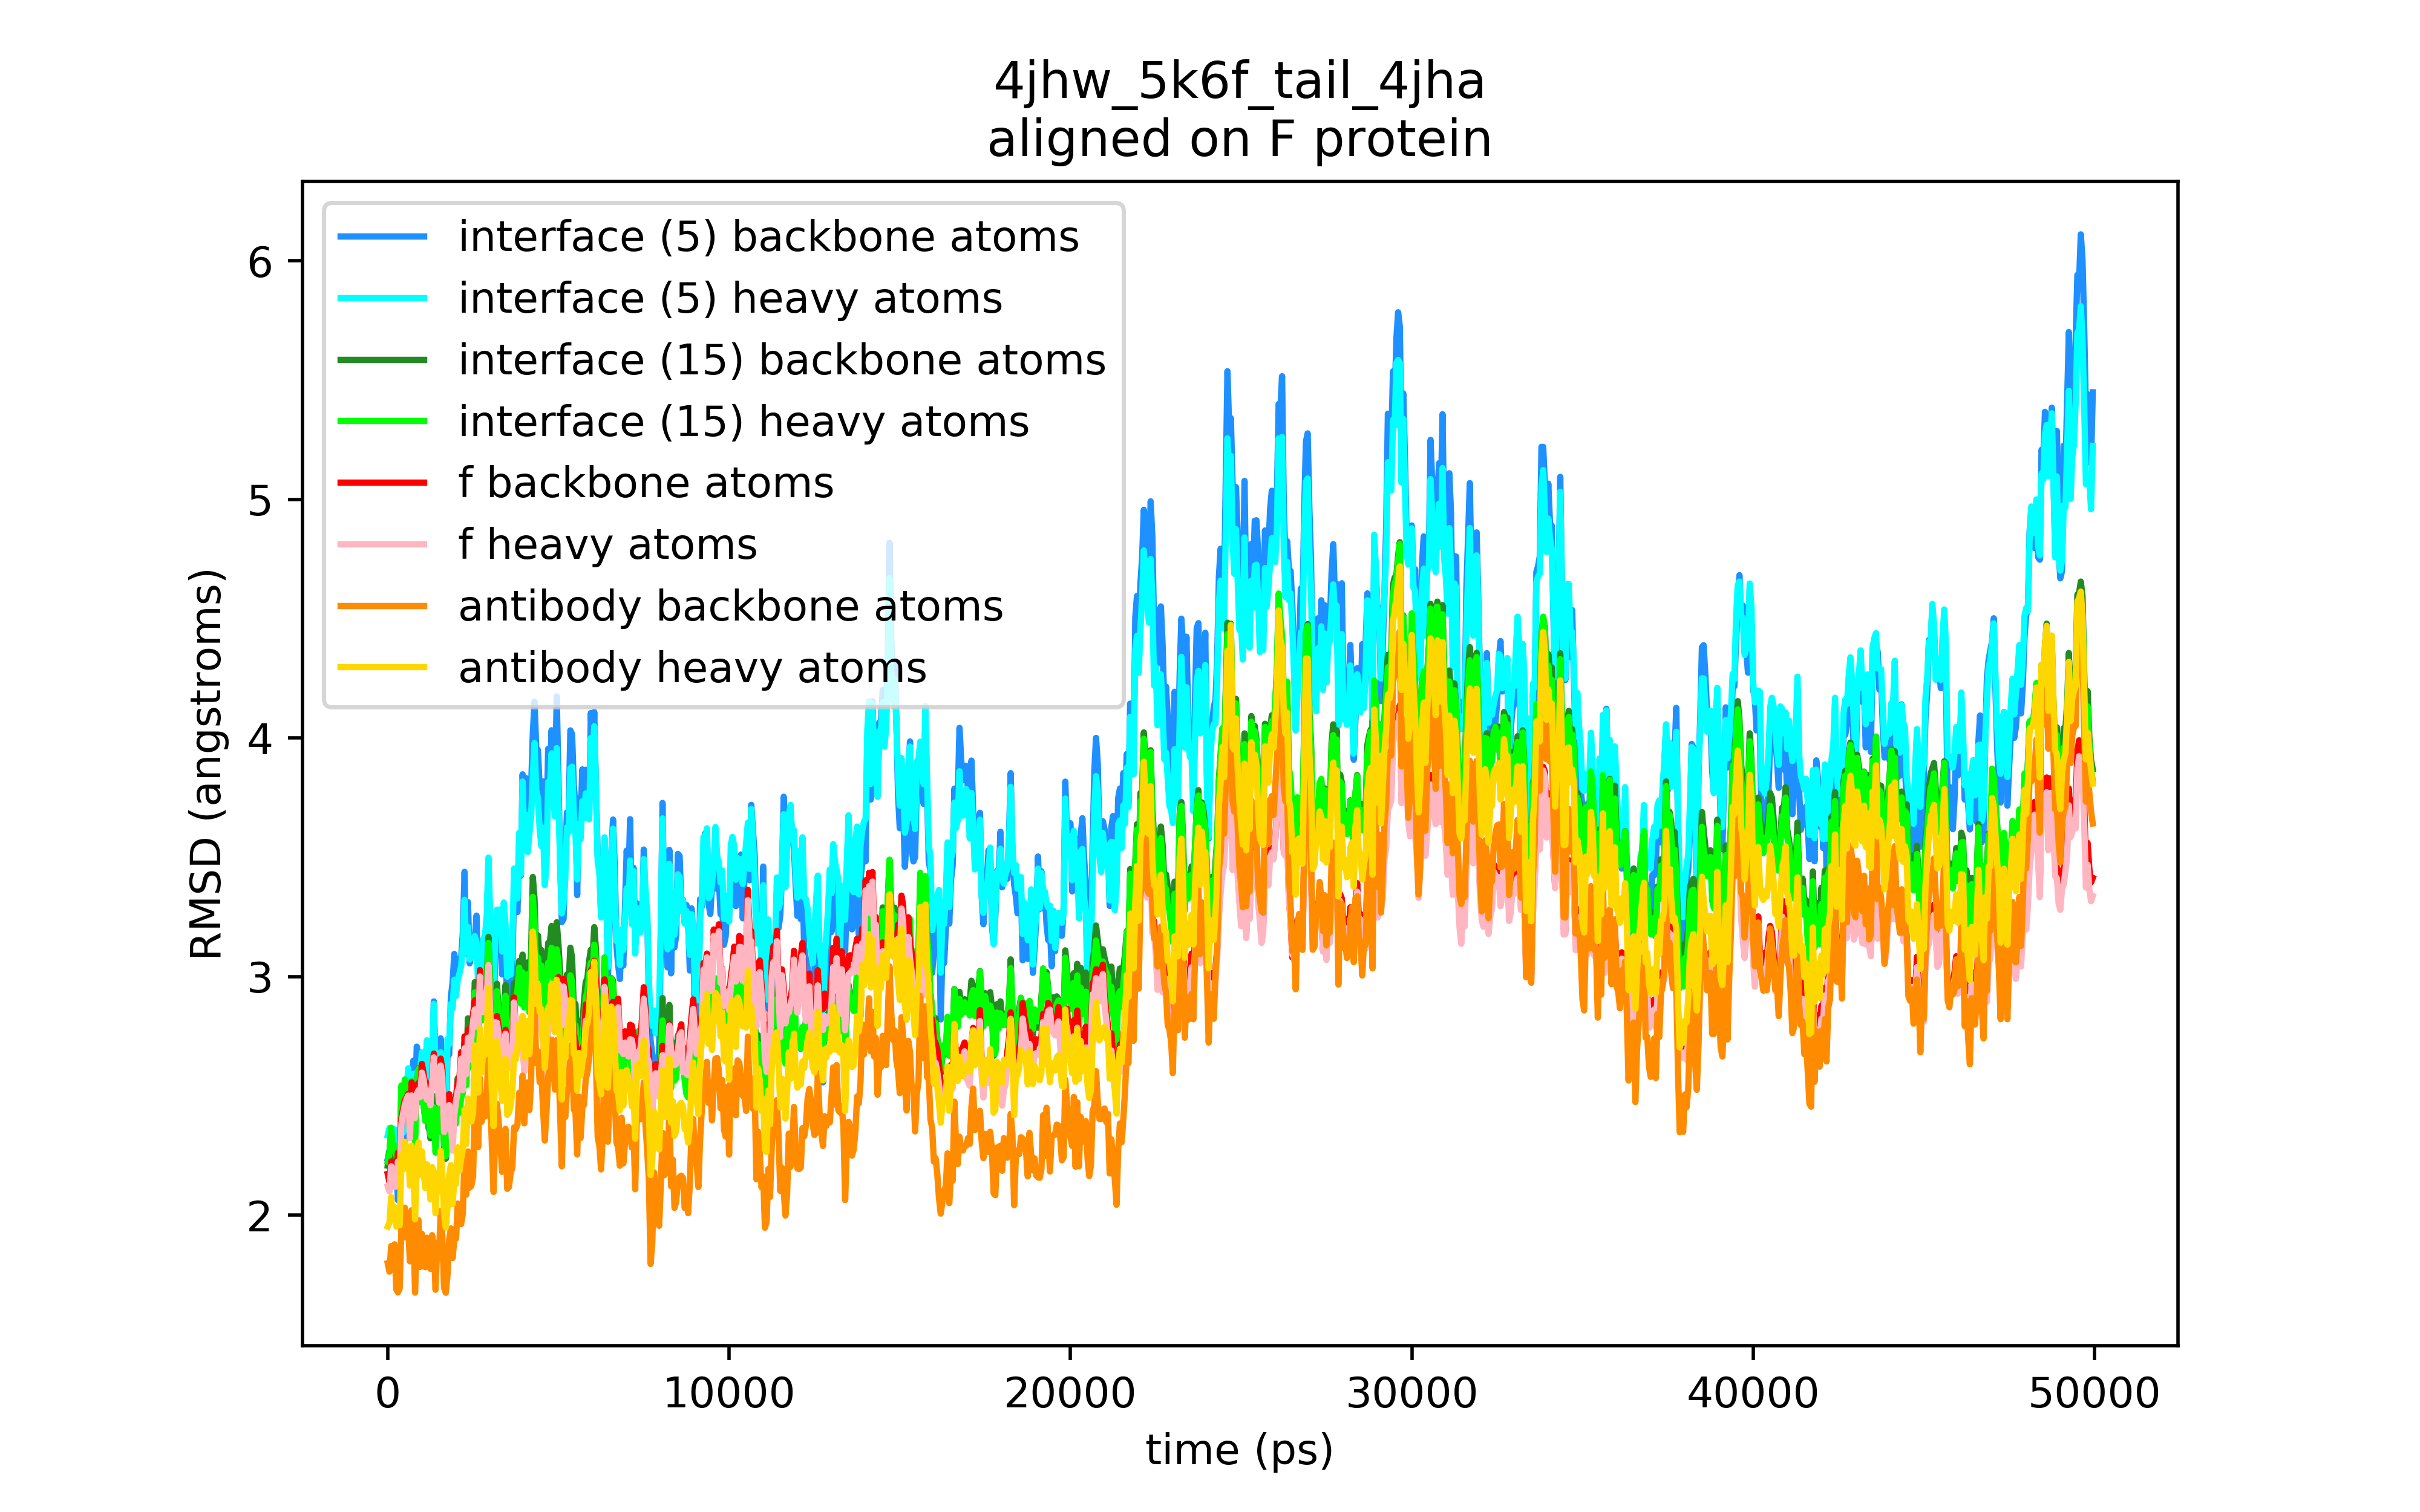 4jhw_5k6f_tail_4jha
aligned on F protein
interface (5) backbone atoms
interface (5) heavy atoms
interface (15) backbone atoms
interface (15) heavy atoms
f backbone atoms
f heavy atoms
antibody backbone atoms
antibody heavy atoms
RMSD (angstroms)
6
5
4
3
2
0 10000 20000 30000 40000 50000
time (ps)